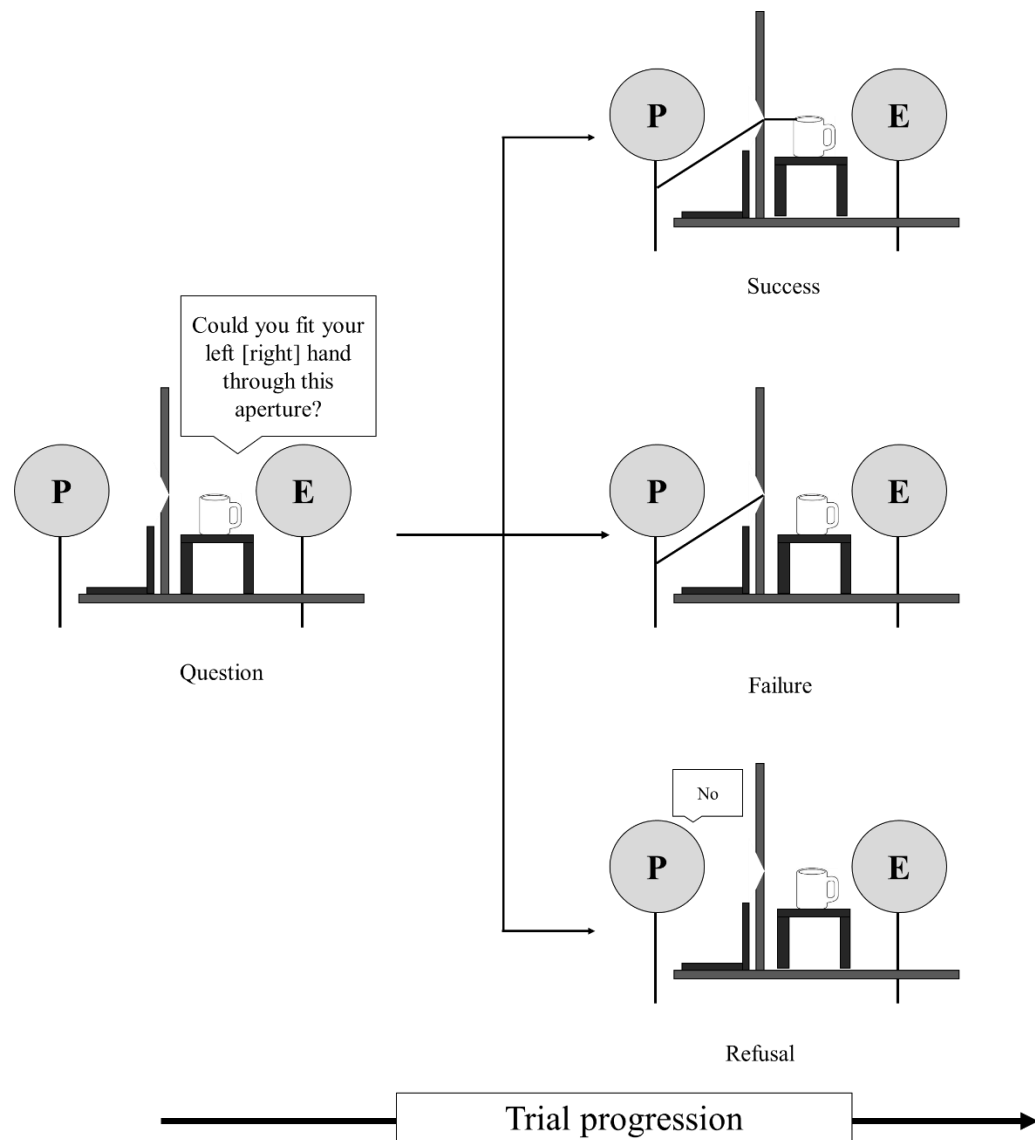 P
E
Success
Could you fit your
left [right] hand
through this
aperture?
P
E
Question
P
E
Failure
No
P
E
Refusal
Trial progression